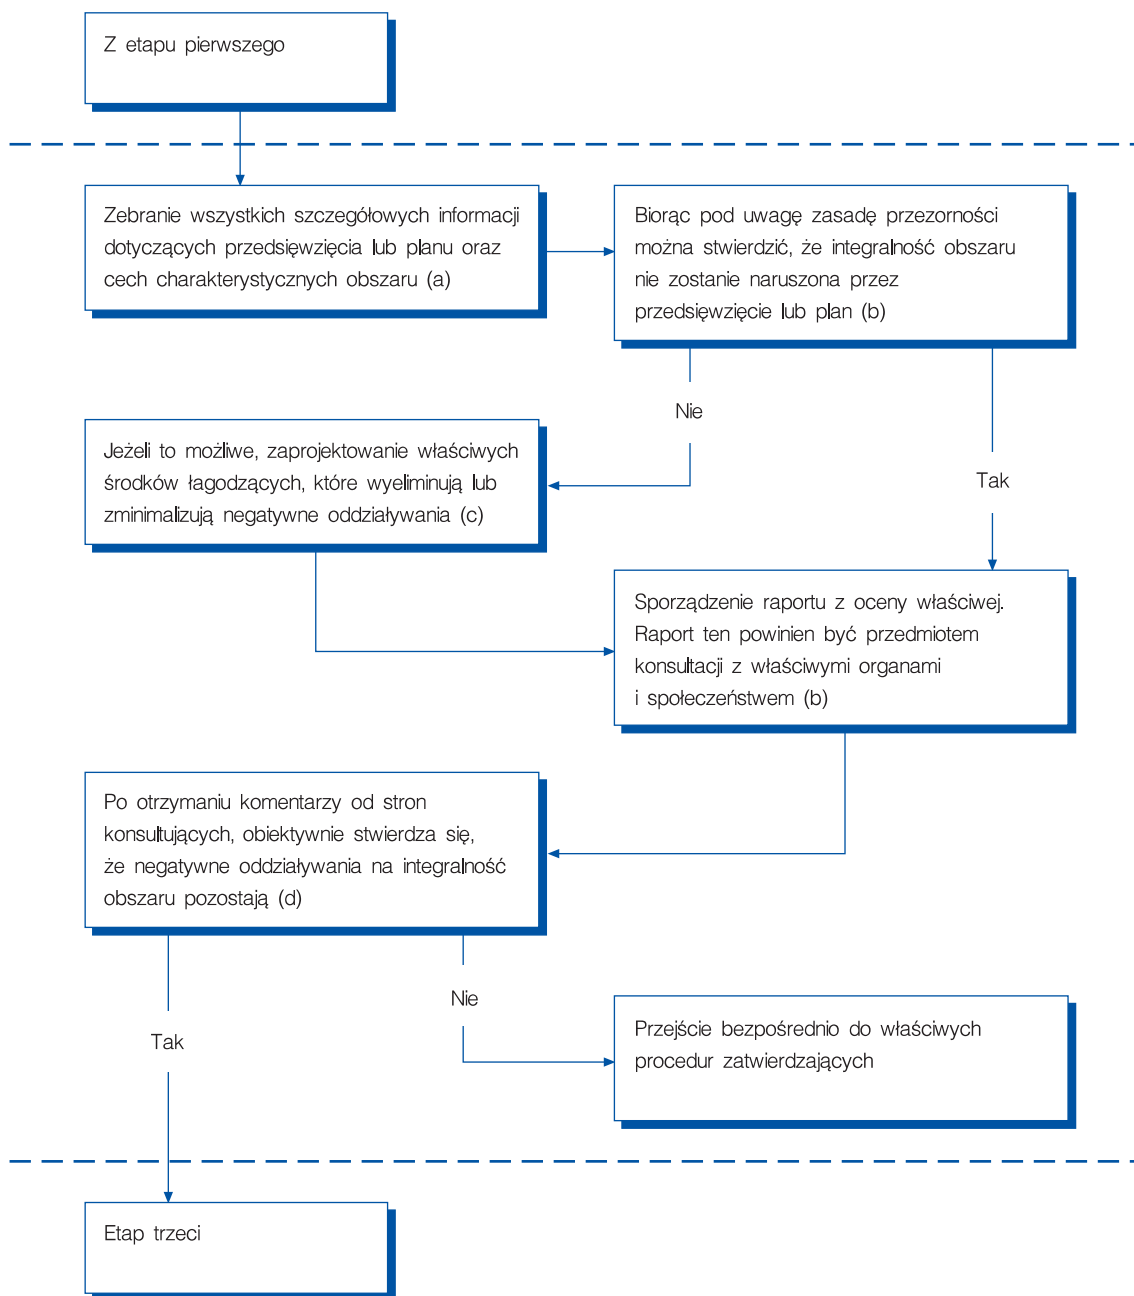 Z etapu pierwszego
Zebranie wszystkich szczegółowych informacji
dotyczących przedsięwzięcia lub planu oraz
cech charakterystycznych obszaru (a)
Biorąc pod uwagę zasadę przezorności
można stwierdzić, że integralność obszaru
nie zostanie naruszona przez
przedsięwzięcie lub plan (b)
Nie
Tak
Jeżeli to możliwe, zaprojektowanie właściwych
środków łagodzących, które wyeliminują lub
zminimalizują negatywne oddziaływania (c)
Sporządzenie raportu z oceny właściwej.
Raport ten powinien być przedmiotem
konsultacji z właściwymi organami
i społeczeństwem (b)
Po otrzymaniu komentarzy od stron
konsultujących, obiektywnie stwierdza się,
że negatywne oddziaływania na integralność
obszaru pozostają (d)
Nie
Tak
Przejście bezpośrednio do właściwych
procedur zatwierdzających
Etap trzeci